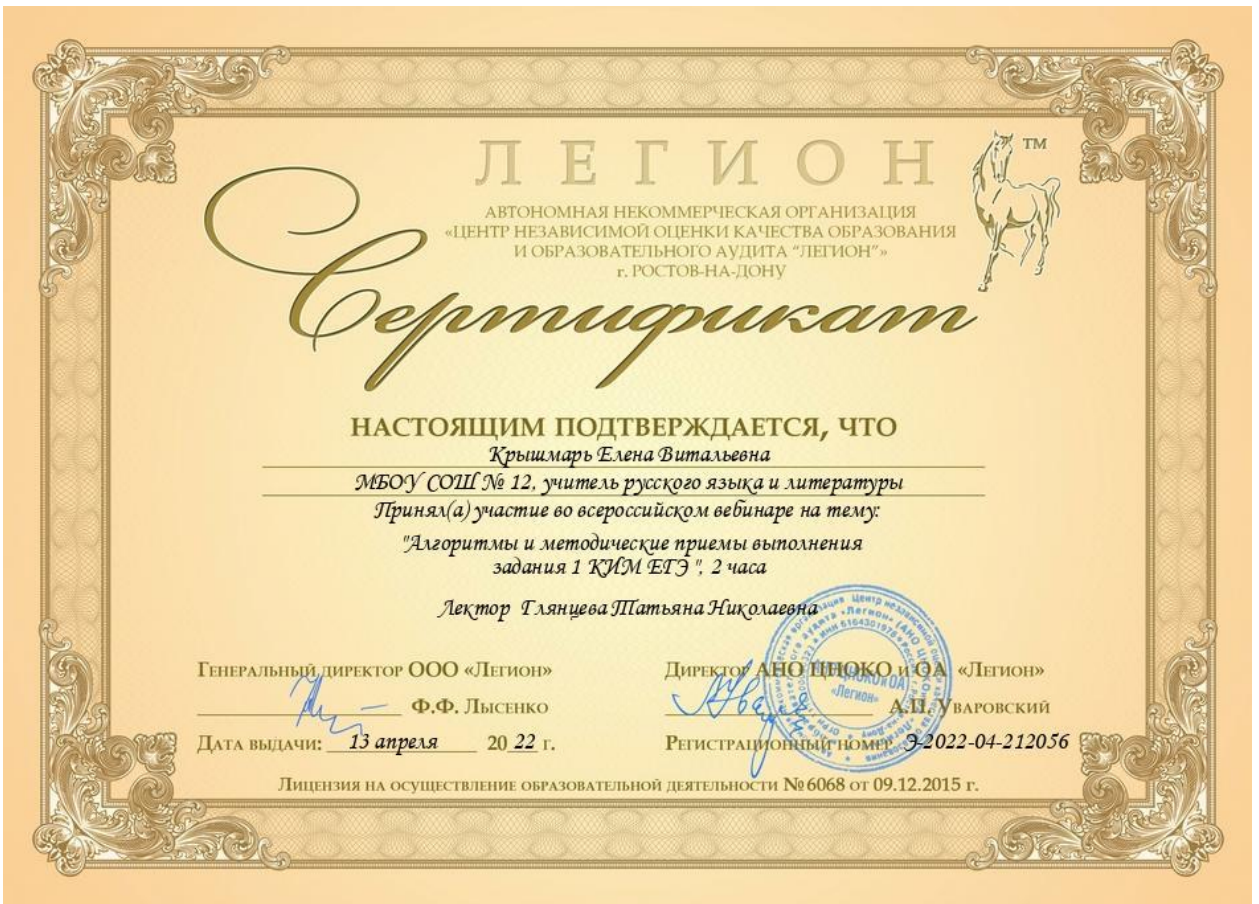 ЛЕГИОН
TM
АВТОНОМНАЯ НЕКОММЕРЧЕСКАЯ ОРГАНИЗАЦИЯ
«ЦЕНТР НЕЗАВИСИМОЙ ОЦЕНКИ КАЧЕСТВА ОБРАЗОВАНИЯ
И ОБРАЗОВАТЕЛЬНОГО АУДИТА "ЛЕГИОН"»
г. РОСТОВ-НА-ДОНУ
Сертификат
НАСТОЯЩИМ ПОДТВЕРЖДАЕТСЯ, ЧТО
Крышмарь Елена Витальевна
МБОУ СОШ № 12, учитель русского языка и литературы
Принял(а) участие во всероссийском вебинаре на тему:
"Алгоритмы и методические приемы выполнения
задания 1 КИМ ЕГЭ ", 2 часа
Лектор Глянцева Татьяна Николаевна
Генеральный директор ООО «Легион»
Ф.Ф. Лысенко
Директор АНО ЦНОКО и ОА «Легион»
А.П. Уваровский
Дата выдачи: 13 апреля 20 22 г.
Регистрационный номер Э-2022-04-212056
Лицензия на осуществление образовательной деятельности № 6068 от 09.12.2015 г.